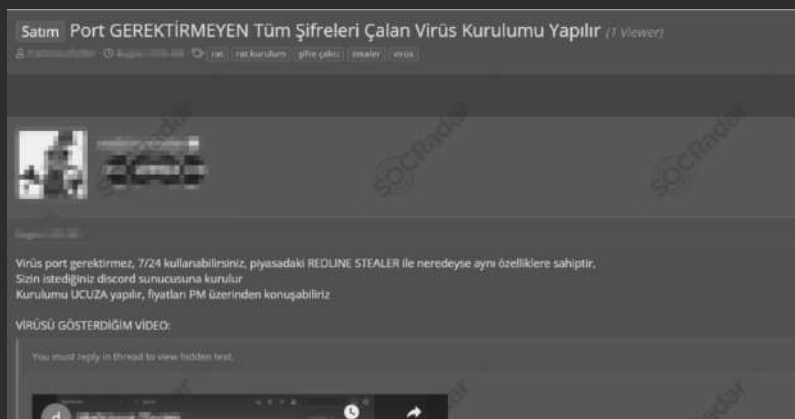 Satım Port GEREKTİRMEYEN Tüm Şifreleri Çalan Virüs Kurulumu Yapılır (1 Viewer)
rat rat kurulum şifre çalıcı stealer virüs
SOCRadar SOCRadar
Virüs port gerektirmez, 7/24 kullanabilirsiniz, piyasadaki REDLINE STEALER ile neredeyse aynı özelliklere sahiptir,
Sizin istediğiniz discord sunucusuna kurulur
Kurulumu UCUZA yapılır, fiyatları PM üzerinden konuşabiliriz
VİRÜSÜ GÖSTERDİĞİM VİDEO:
You must reply in thread to view hidden text.
d